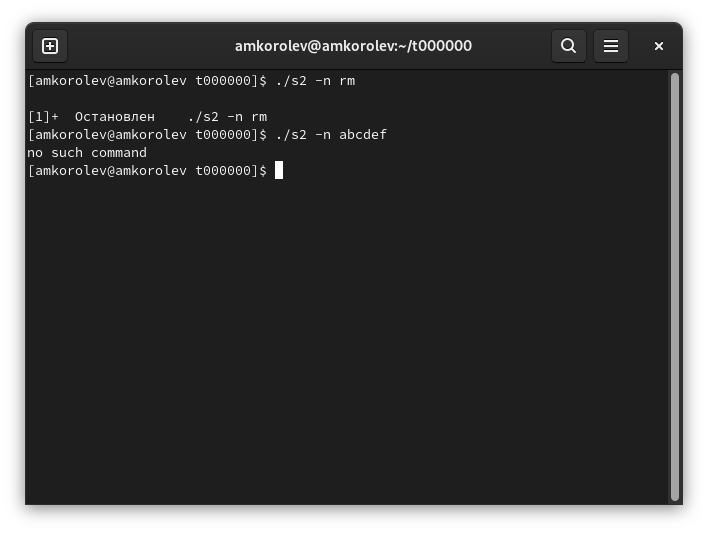 amkorolev@amkorolev:~/t000000
[amkorolev@amkorolev t000000]$ ./s2 -n rm
[1]+  Остановлен    ./s2 -n rm
[amkorolev@amkorolev t000000]$ ./s2 -n abcdef
no such command
[amkorolev@amkorolev t000000]$